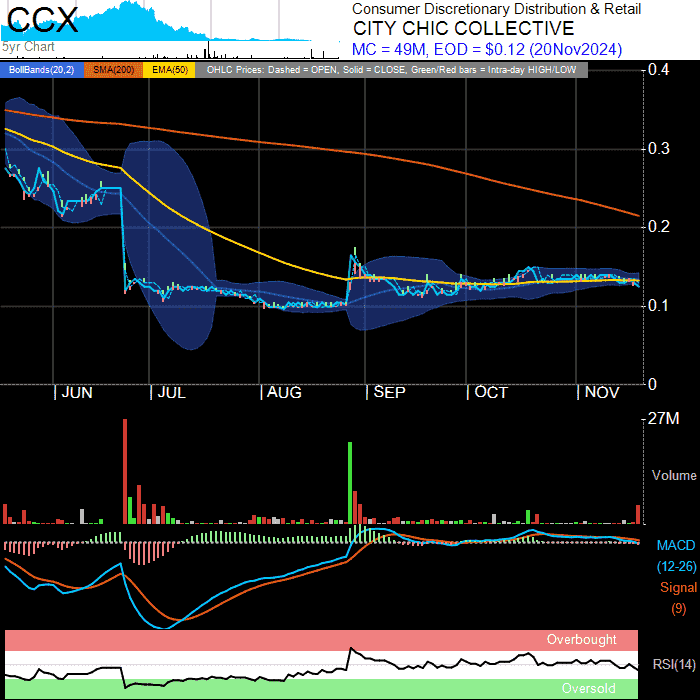 CCX
5yr Chart
Consumer Discretionary Distribution & Retail
CITY CHIC COLLECTIVE
MC = 49M, EOD = $0.12 (20Nov2024)
BollBands(20,2) SMA(200) EMA(50) OHLC Prices: Dashed = OPEN, Solid = CLOSE, Green/Red bars = Intra-day HIGH/LOW
0.4
0.3
0.2
0.1
0
JUN JUL AUG SEP OCT NOV
27M
Volume
MACD
(12-26)
Signal
(9)
Overbought
RSI(14)
Oversold